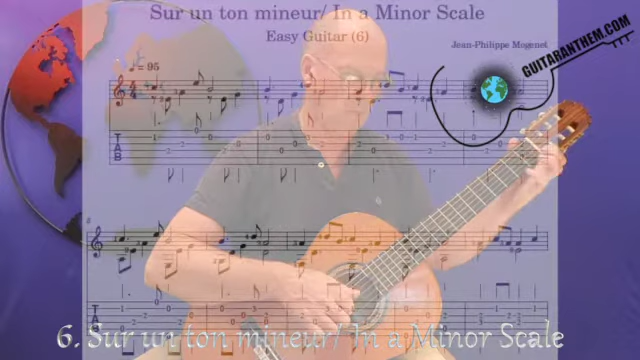 Sur un ton mineur/ In a Minor Scale
Easy Guitar (6)
Jean-Philippe Mogenet
GUITARANTHEM.COM
♩ = 95
T
A
B
6. Sur un ton mineur/ In a Minor Scale